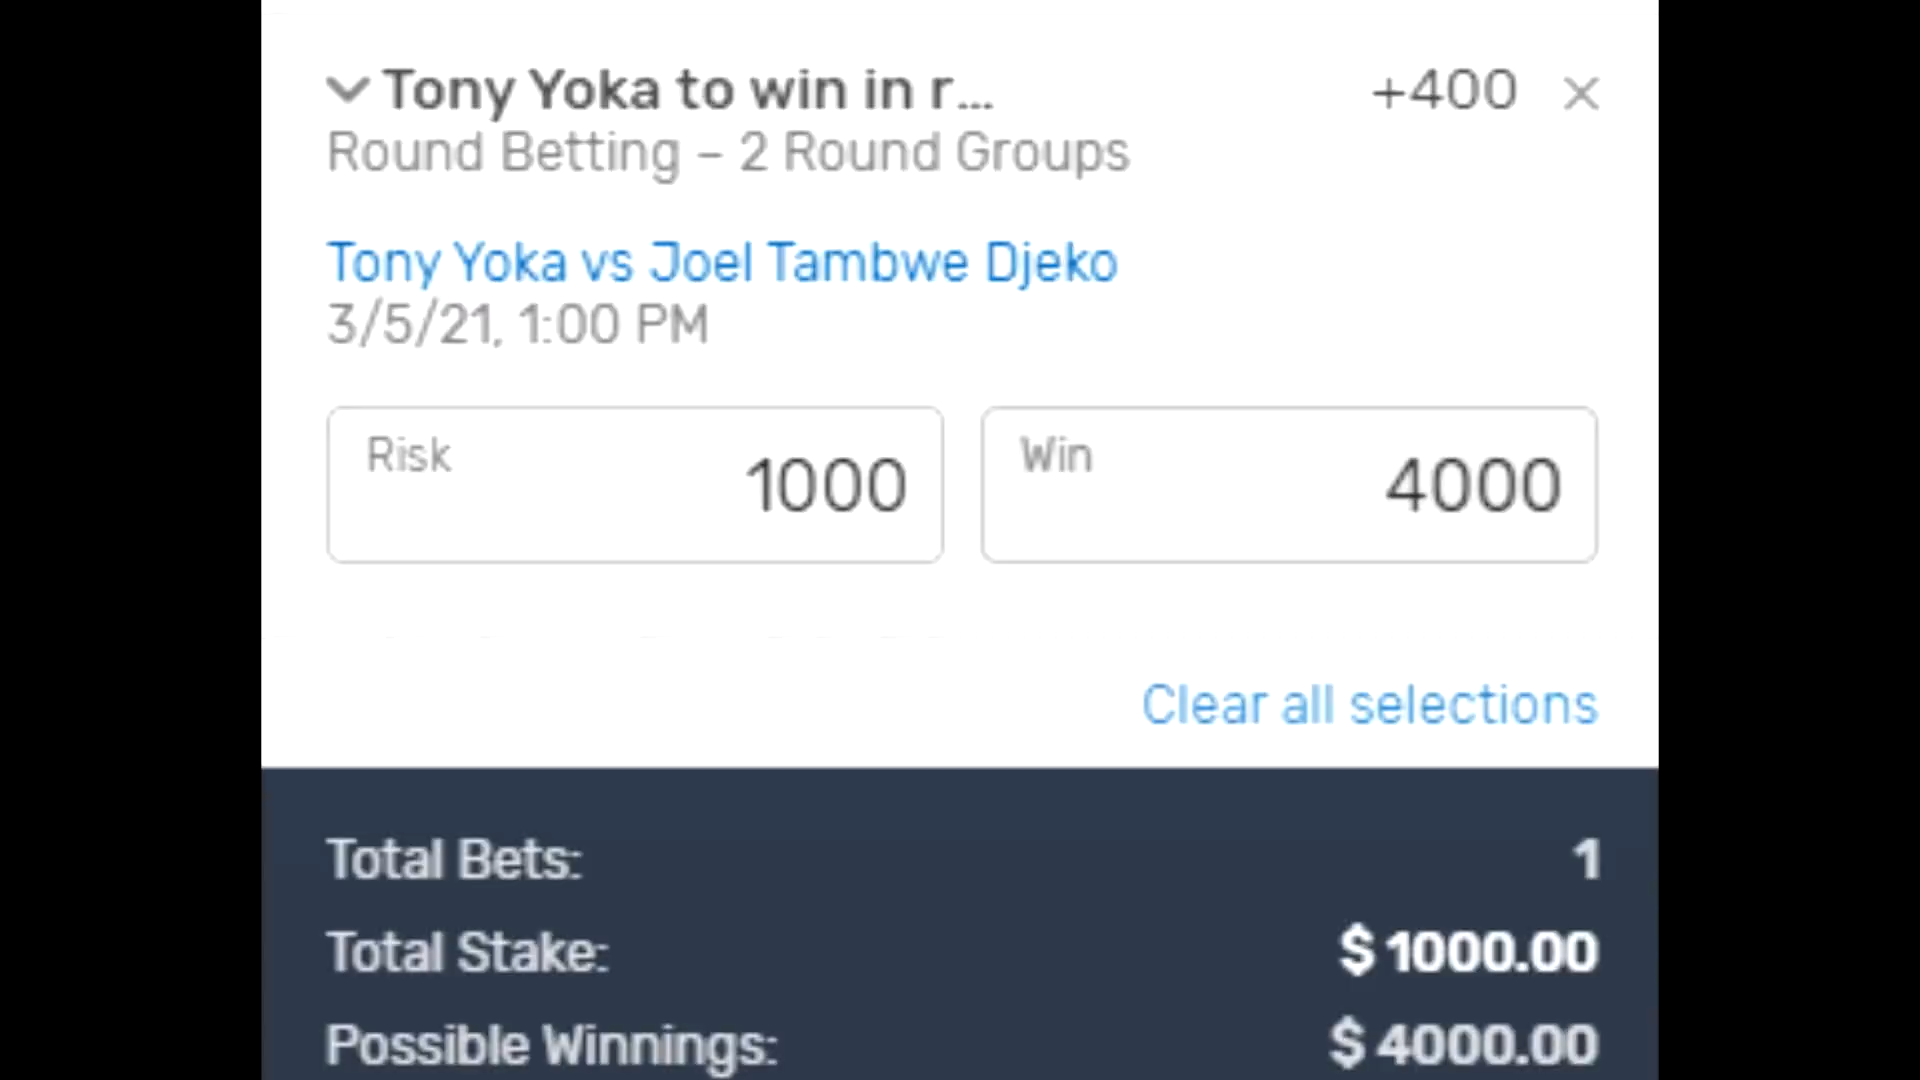 Tony Yoka to win in r... +400 ×
Round Betting – 2 Round Groups
Tony Yoka vs Joel Tambwe Djeko
3/5/21, 1:00 PM
Risk 1000 Win 4000
Clear all selections
Total Bets: 1
Total Stake: $ 1000.00
Possible Winnings: $ 4000.00